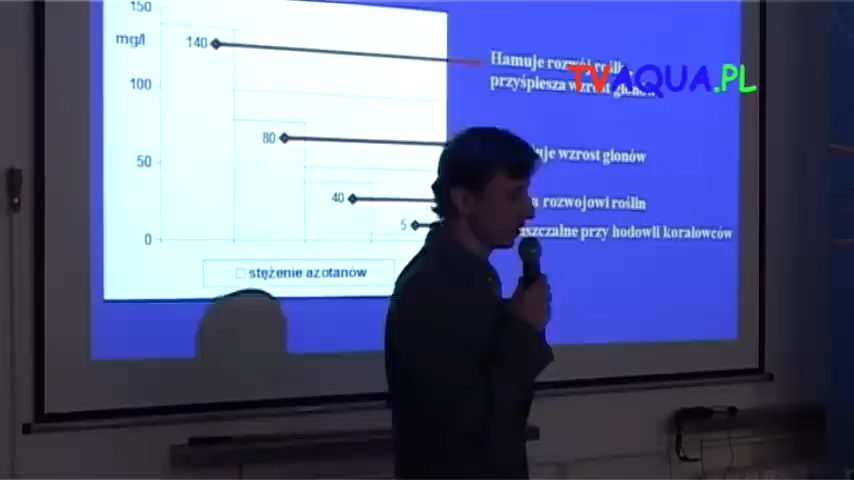 150
mg/l
140
Hamuje rozwój roślin
przyśpiesza wzrost glonów
TVAQUA.PL
100
80
wzrost glonów
50
40
rozwojowi roślin
5
przy hodowli koralowców
0
stężenie azotanów